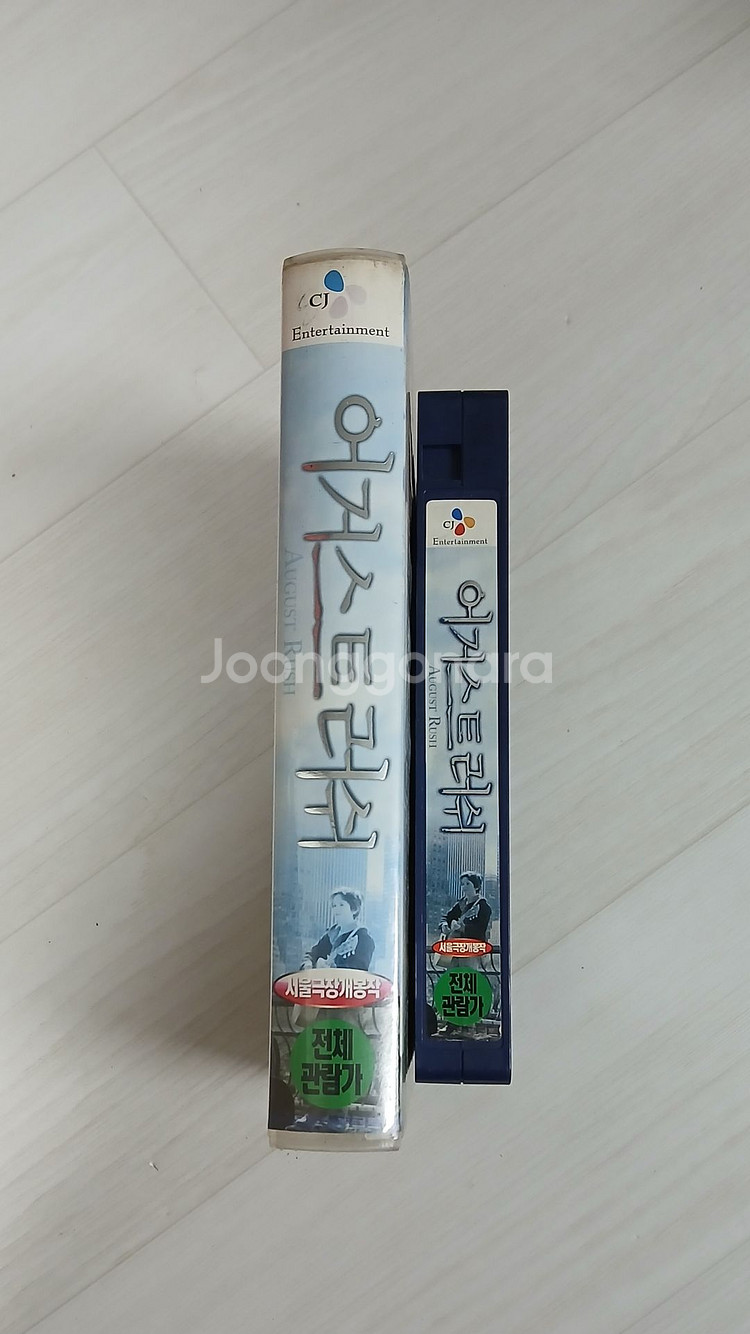 CJ
Entertainment
어거스트 러쉬
AUGUST RUSH
서울극장개봉작
전체
관람가
CJ
Entertainment
어거스트 러쉬
AUGUST RUSH
서울극장개봉작
전체
관람가
Joonggonara